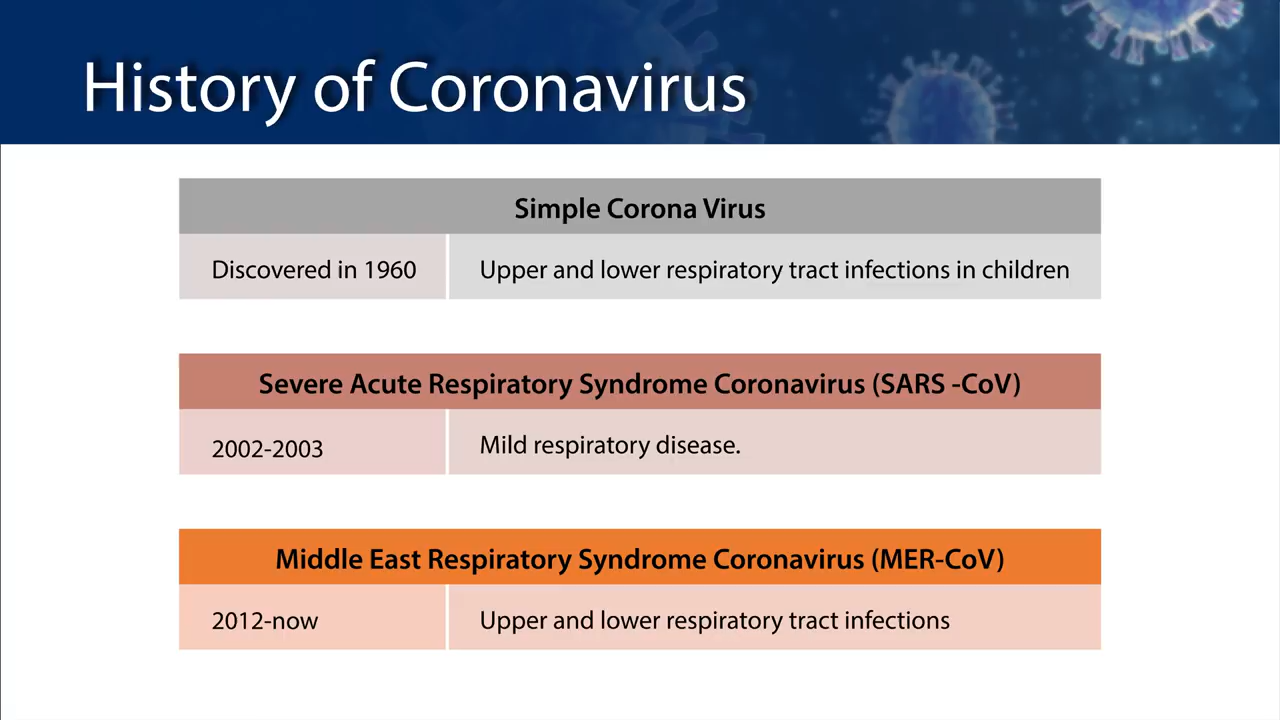 History of Coronavirus
Simple Corona Virus
Discovered in 1960
Upper and lower respiratory tract infections in children
Severe Acute Respiratory Syndrome Coronavirus (SARS -CoV)
2002-2003
Mild respiratory disease.
Middle East Respiratory Syndrome Coronavirus (MER-CoV)
2012-now
Upper and lower respiratory tract infections